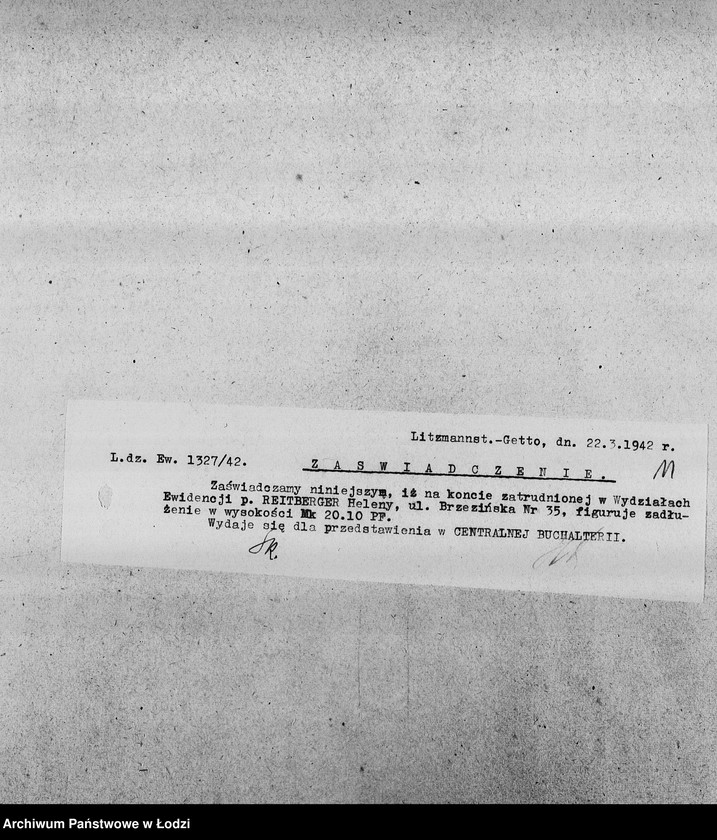 Litzmannst.-Getto, dn. 22.3.1942 r.
L.dz. Ew. 1327/42.
Z A S W I A D C Z E N I E.
Zaświadczamy niniejszym, iż na koncie zatrudnionej w Wydziałach
Ewidencji p. REITBERGER Heleny, ul. Brzezińska Nr 35, figuruje zadłu-
żenie w wysokości Mk 20.10 PF.
Wydaje się dla przedstawienia w CENTRALNEJ BUCHALTERII.
Archiwum Państwowe w Łodzi